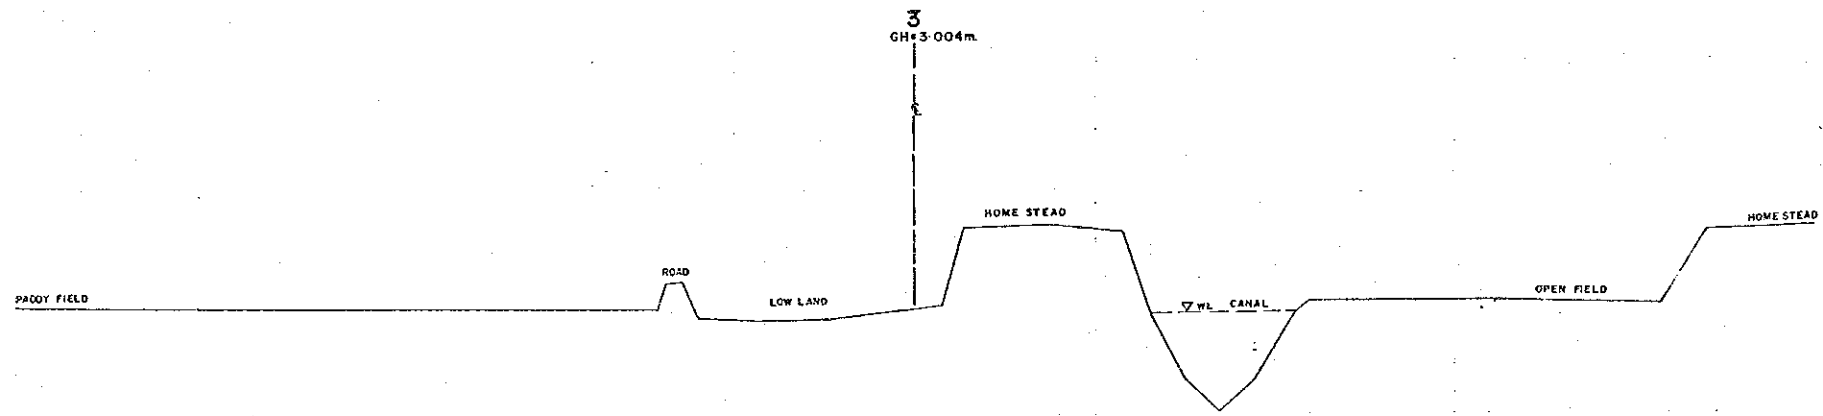 3
GH=3·004m.
℄
HOME STEAD
HOME STEAD
ROAD
PADDY FIELD
LOW LAND
▽ WL CANAL
OPEN FIELD